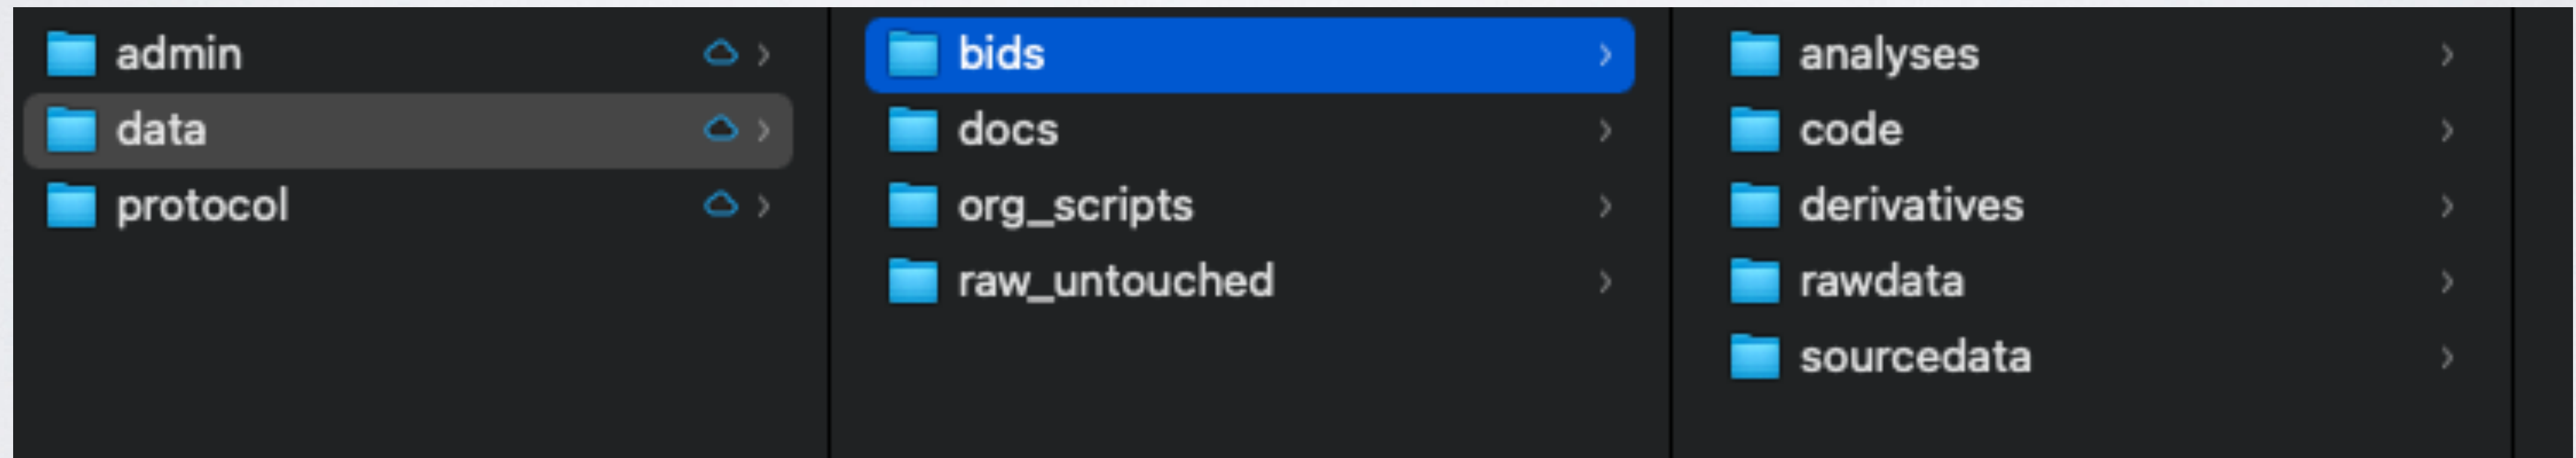 admin
data
protocol
bids
docs
org_scripts
raw_untouched
analyses
code
derivatives
rawdata
sourcedata